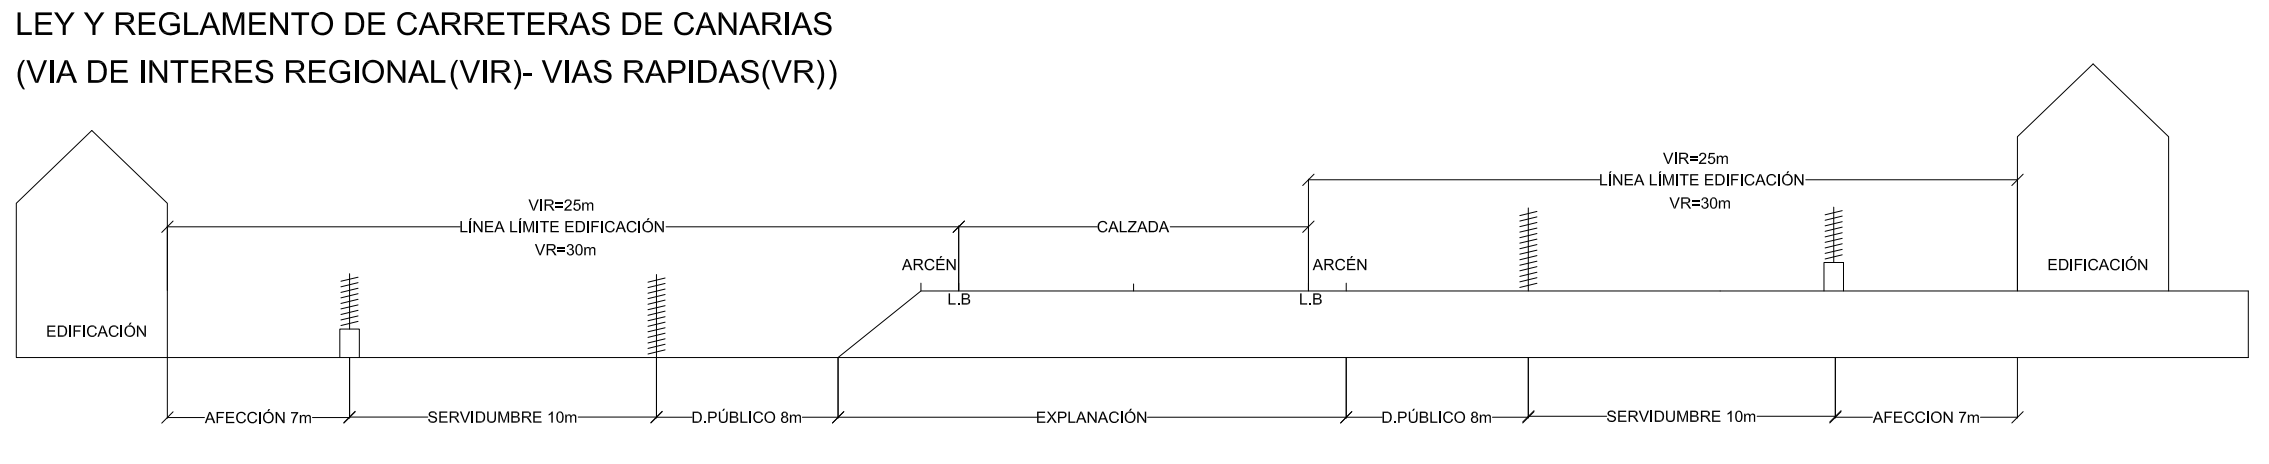 LEY Y REGLAMENTO DE CARRETERAS DE CANARIAS
(VIA DE INTERES REGIONAL(VIR)- VIAS RAPIDAS(VR))
VIR=25m
LÍNEA LÍMITE EDIFICACIÓN
VR=30m
CALZADA
VIR=25m
LÍNEA LÍMITE EDIFICACIÓN
VR=30m
ARCÉN
ARCÉN
EDIFICACIÓN
L.B
L.B
EDIFICACIÓN
AFECCIÓN 7m
SERVIDUMBRE 10m
D.PÚBLICO 8m
EXPLANACIÓN
D.PÚBLICO 8m
SERVIDUMBRE 10m
AFECCION 7m